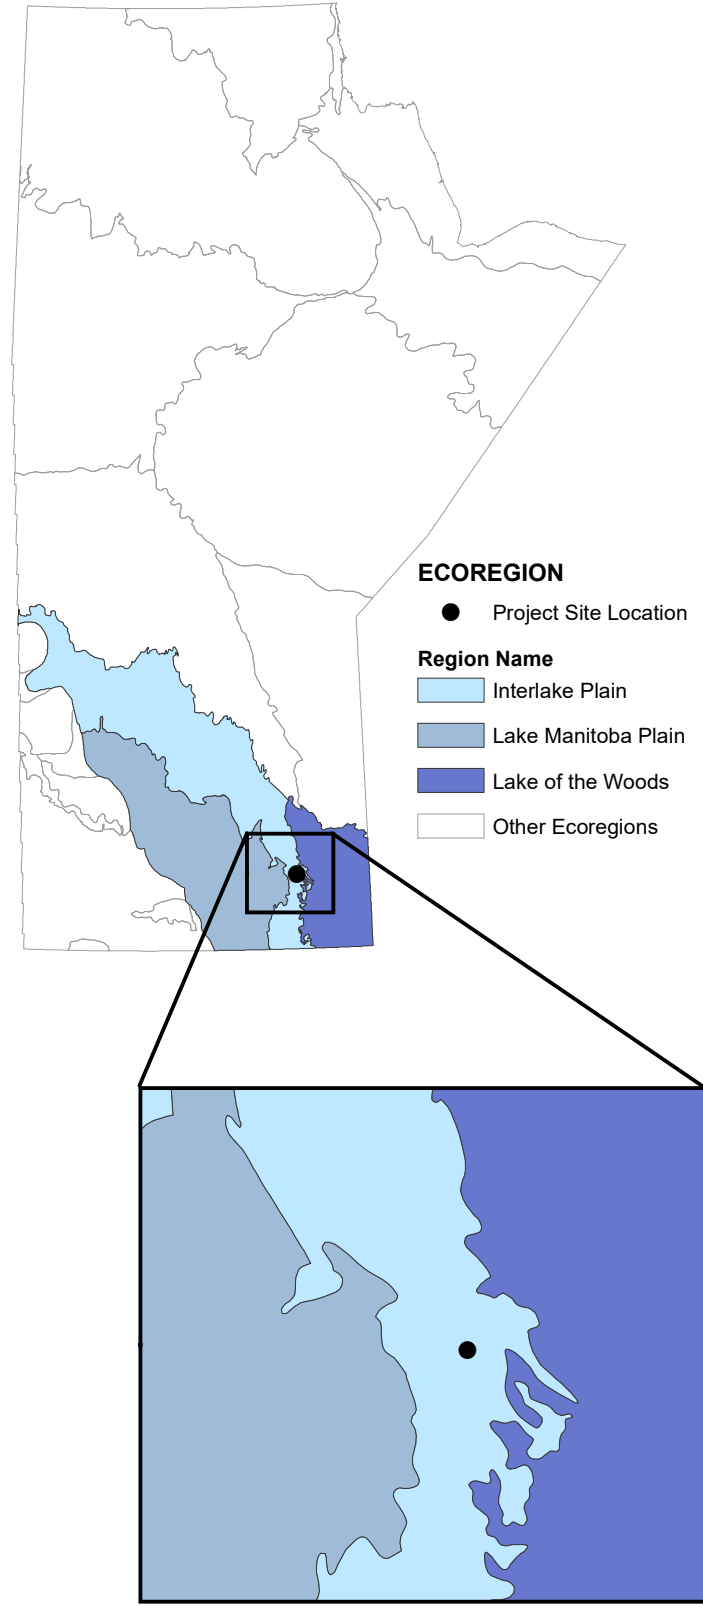 ECOREGION
Project Site Location
Region Name
Interlake Plain
Lake Manitoba Plain
Lake of the Woods
Other Ecoregions